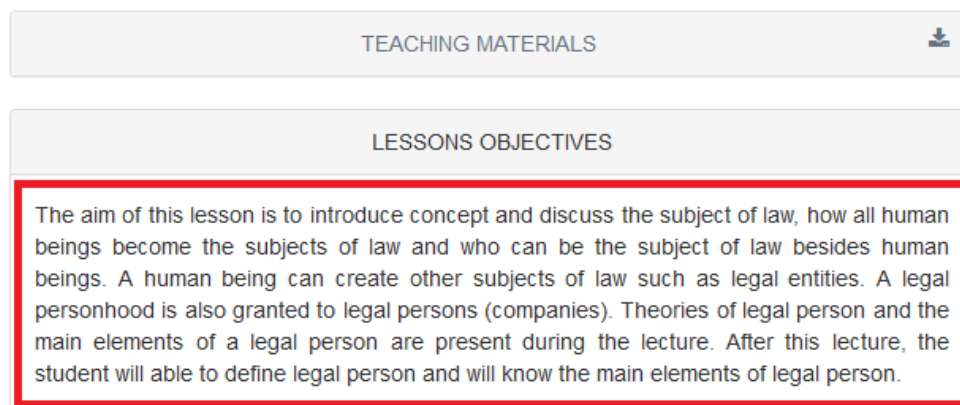 TEACHING MATERIALS
LESSONS OBJECTIVES
The aim of this lesson is to introduce concept and discuss the subject of law, how all human
beings become the subjects of law and who can be the subject of law besides human
beings. A human being can create other subjects of law such as legal entities. A legal
personhood is also granted to legal persons (companies). Theories of legal person and the
main elements of a legal person are present during the lecture. After this lecture, the
student will able to define legal person and will know the main elements of legal person.